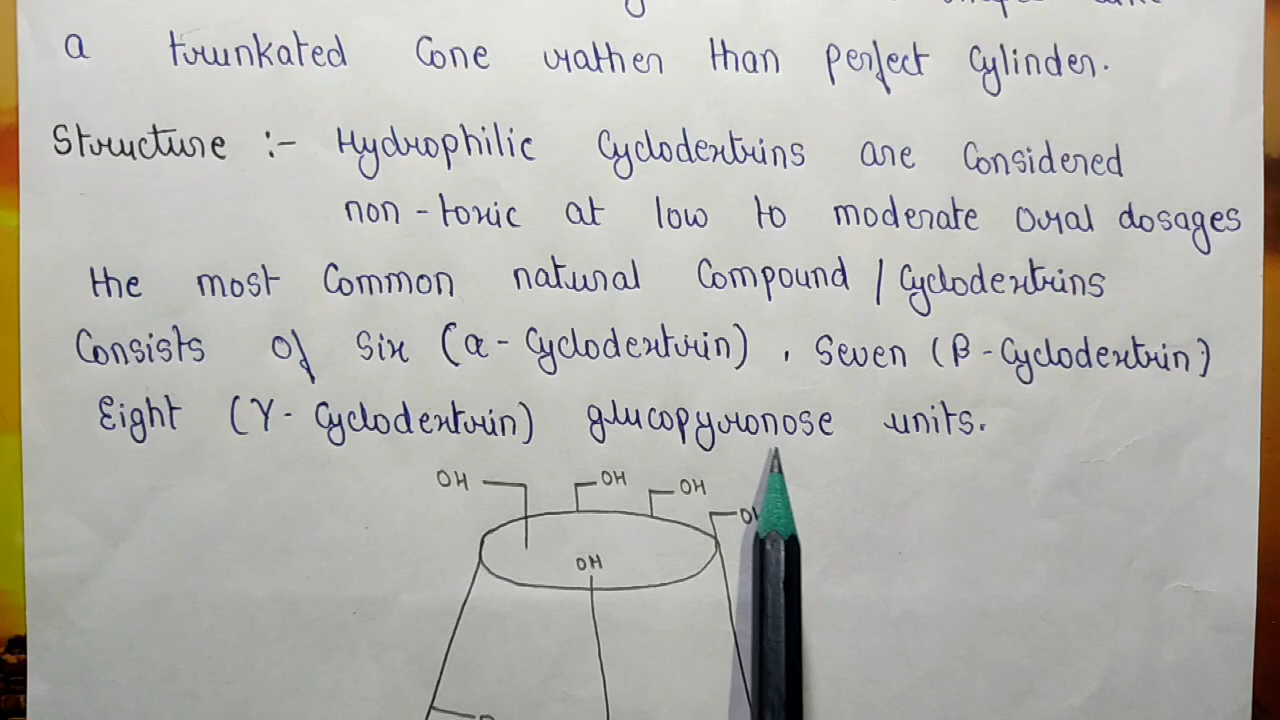 a trunkated Cone rather than perfect Cylinder.
Structure :- Hydrophilic Cyclodextrins are Considered
non-toxic at low to moderate oral dosages
the most Common natural Compound / Cyclodextrins
Consists of six (α-Cyclodextrin), Seven (β-Cyclodextrin)
Eight (γ-Cyclodextrin) glucopyronose units.
OH OH OH
OH